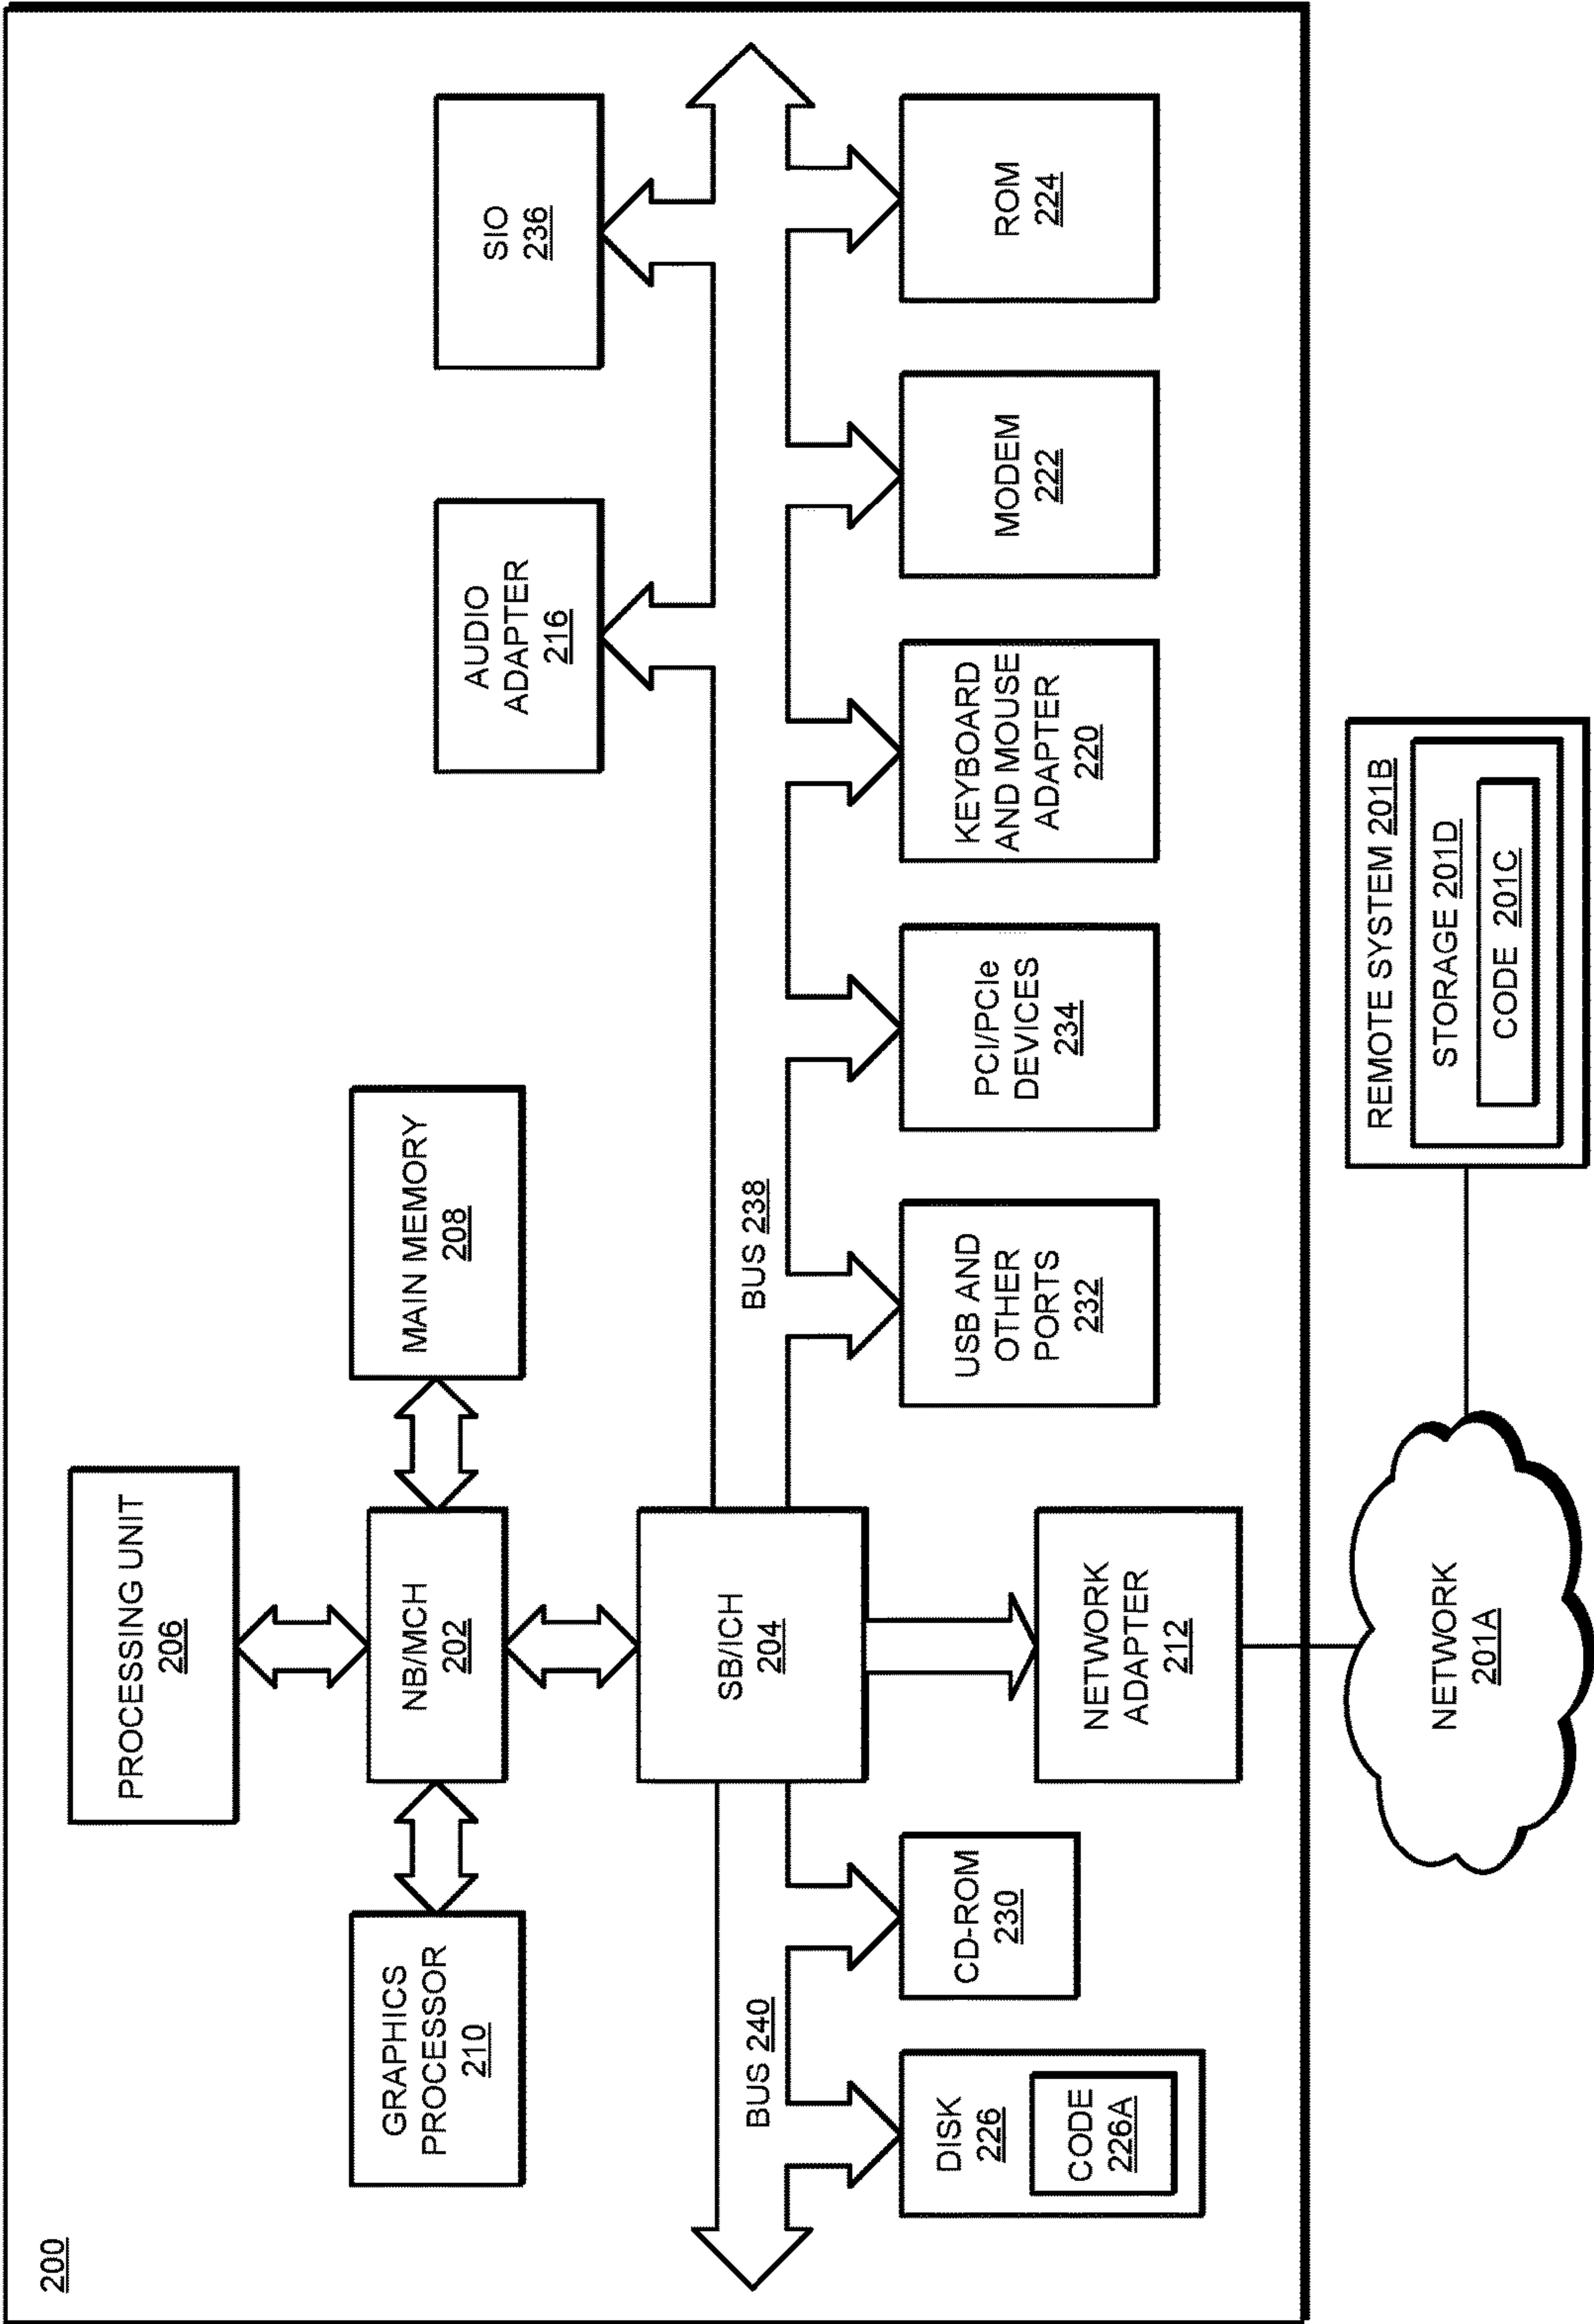 200
PROCESSING UNIT
206
GRAPHICS
PROCESSOR
210
NB/MCH
202
MAIN MEMORY
208
AUDIO
ADAPTER
216
SIO
236
SB/ICH
204
BUS 240
BUS 238
DISK
226
CODE
226A
CD-ROM
230
NETWORK
ADAPTER
212
USB AND
OTHER
PORTS
232
PCI/PCIe
DEVICES
234
KEYBOARD
AND MOUSE
ADAPTER
220
MODEM
222
ROM
224
NETWORK
201A
REMOTE SYSTEM 201B
STORAGE 201D
CODE 201C